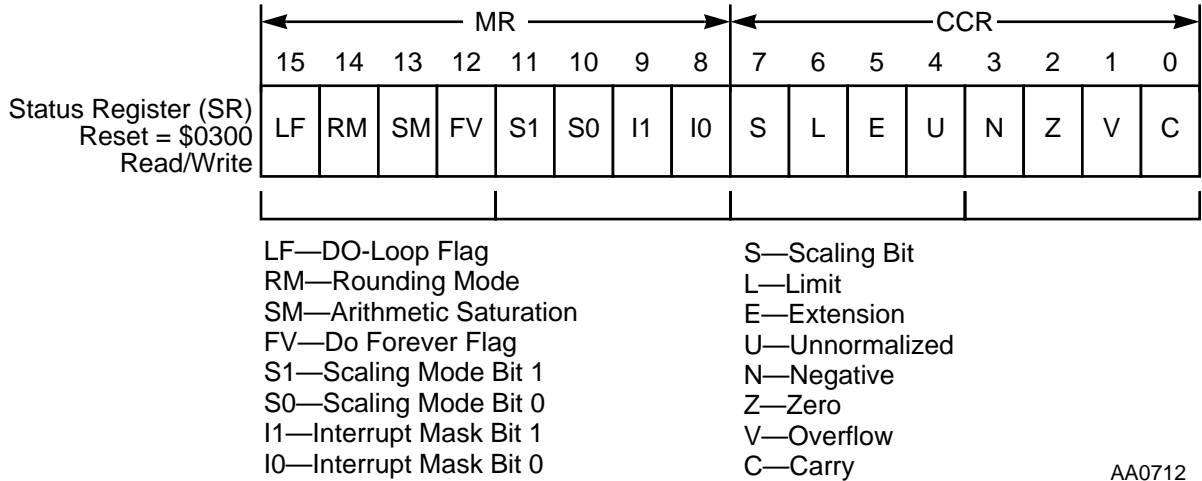 MR CCR
15 14 13 12 11 10 9 8 7 6 5 4 3 2 1 0
Status Register (SR)
Reset = $0300
Read/Write
LF RM SM FV S1 S0 I1 I0 S L E U N Z V C
LF—DO-Loop Flag
RM—Rounding Mode
SM—Arithmetic Saturation
FV—Do Forever Flag
S1—Scaling Mode Bit 1
S0—Scaling Mode Bit 0
I1—Interrupt Mask Bit 1
I0—Interrupt Mask Bit 0
S—Scaling Bit
L—Limit
E—Extension
U—Unnormalized
N—Negative
Z—Zero
V—Overflow
C—Carry
AA0712